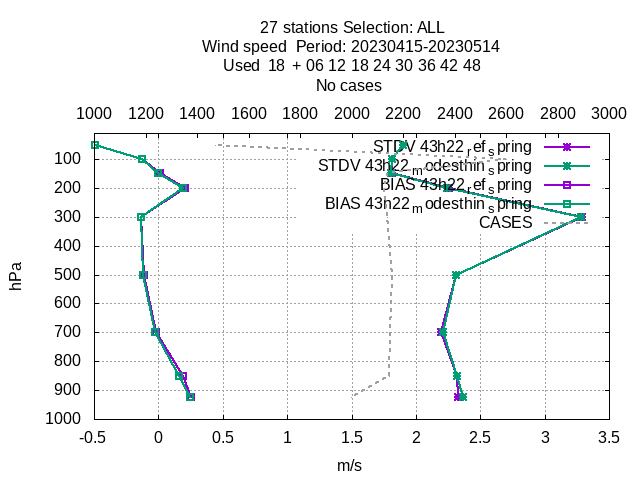 27 stations Selection: ALL
Wind speed  Period: 20230415-20230514
Used  18  + 06 12 18 24 30 36 42 48
No cases
1000 1200 1400 1600 1800 2000 2200 2400 2600 2800 3000
STDV 43h22_ref_spring
STDV 43h22_modesthin_spring
BIAS 43h22_ref_spring
BIAS 43h22_modesthin_spring
CASES
100
200
300
400
500
600
700
800
900
1000
hPa
-0.5 0 0.5 1 1.5 2 2.5 3 3.5
m/s